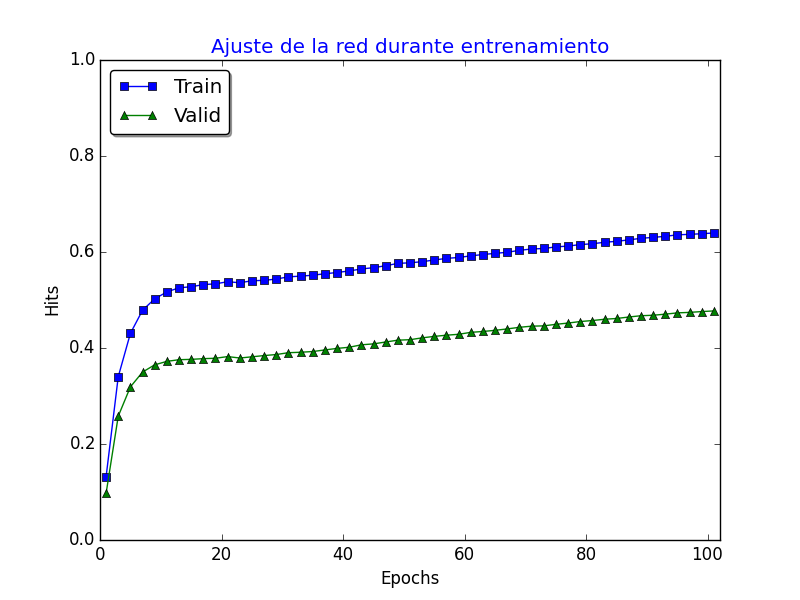 Ajuste de la red durante entrenamiento
1.0
Train
Valid
0.8
0.6
Hits
0.4
0.2
0.0
0 20 40 60 80 100
Epochs